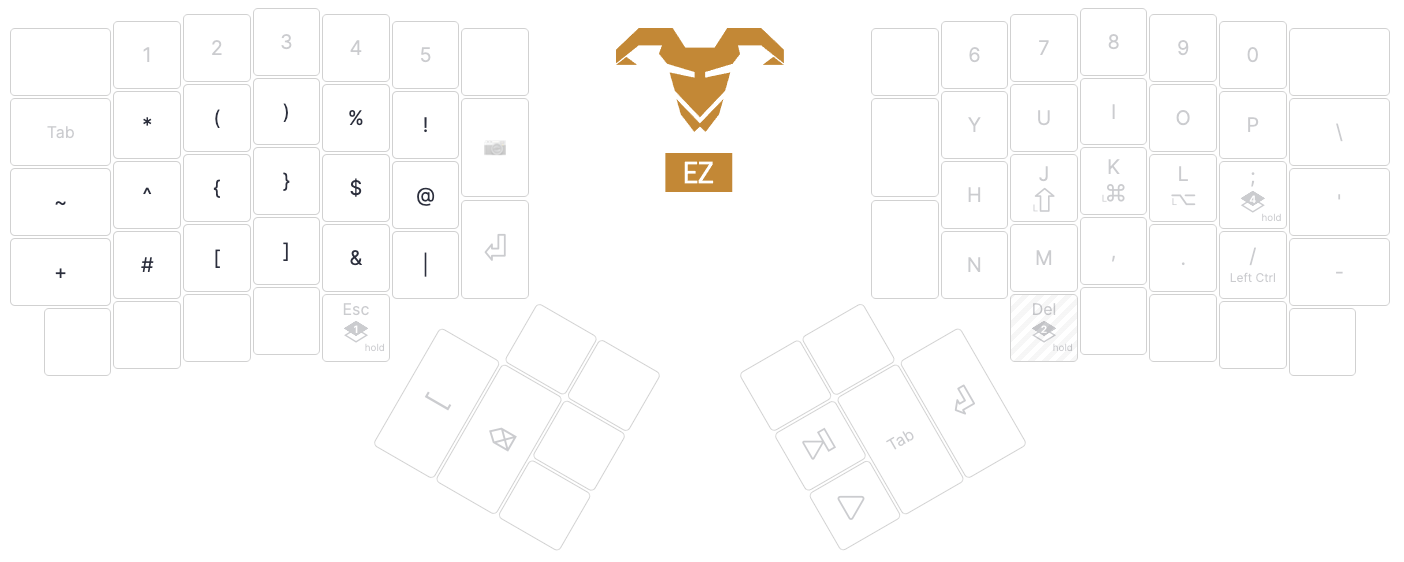 1 2 3 4 5 6 7 8 9 0
Tab * ( ) % ! Y U I O P \
~ ^ { } $ @ H J K L ; '
L L L 4
hold
+ # [ ] & | N M , . / -
Left Ctrl
Esc Del
1 2
hold hold
Tab
EZ